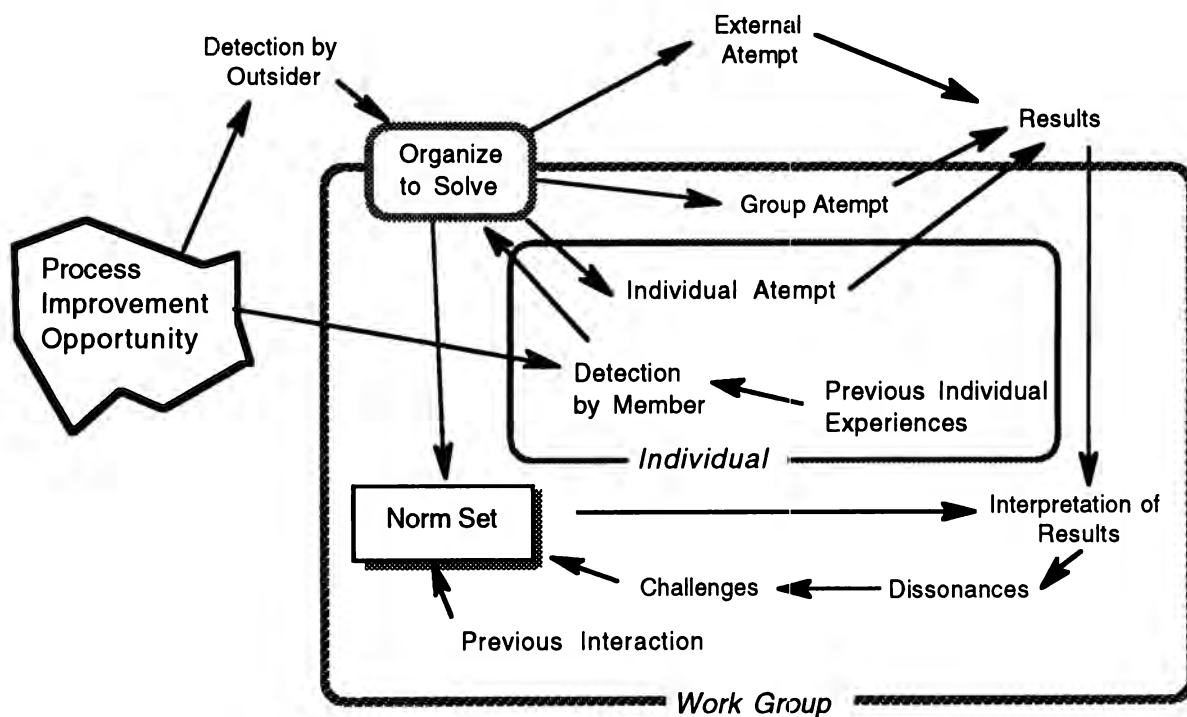 Detection by
Outsider
External
Atempt
Results
Organize
to Solve
Group Atempt
Process
Improvement
Opportunity
Individual Atempt
Detection
by Member
Previous Individual
Experiences
Individual
Norm Set
Interpretation of
Results
Challenges
Dissonances
Previous Interaction
Work Group